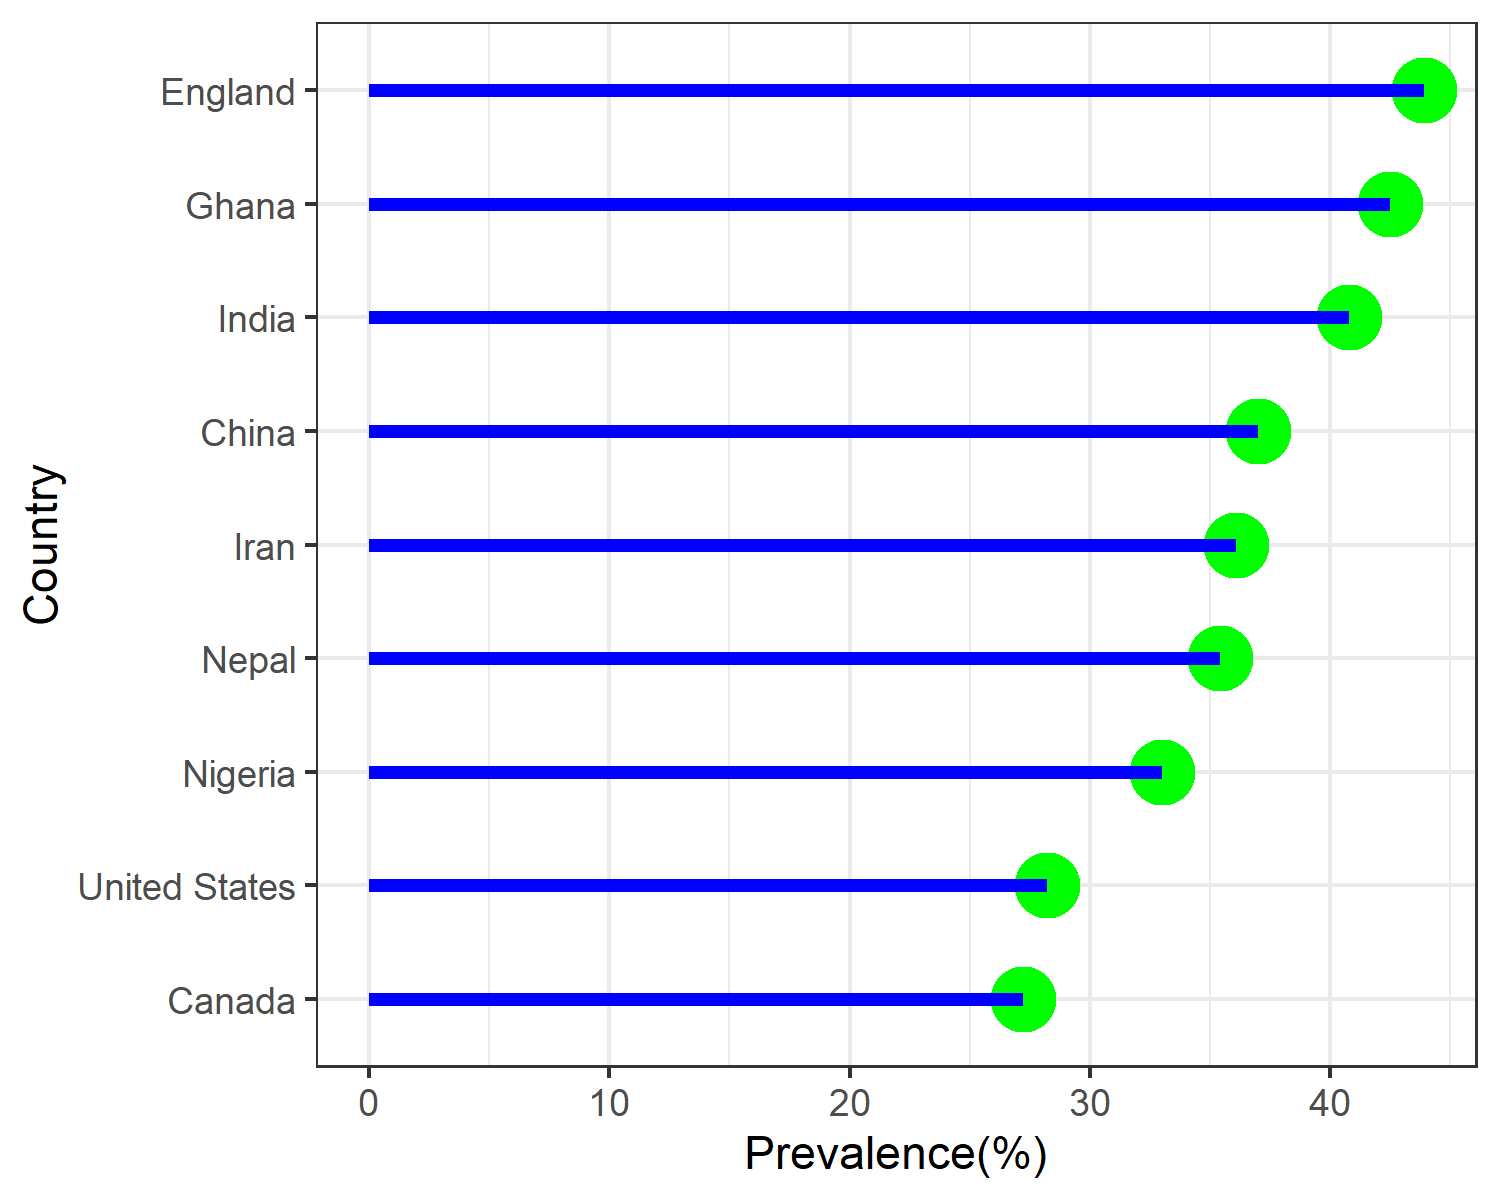 England
Ghana
India
China
Iran
Nepal
Nigeria
United States
Canada
Country
0 10 20 30 40
Prevalence(%)